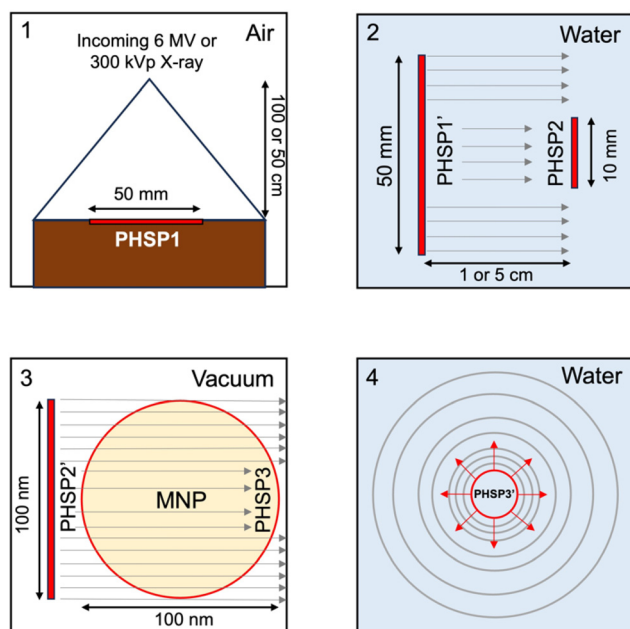 1
Incoming 6 MV or
300 kVp X-ray
Air
100 or 50 cm
50 mm
PHSP1
2
Water
50 mm
PHSP1’
PHSP2
10 mm
1 or 5 cm
3
Vacuum
100 nm
PHSP2’
MNP
PHSP3
100 nm
4
Water
PHSP3’